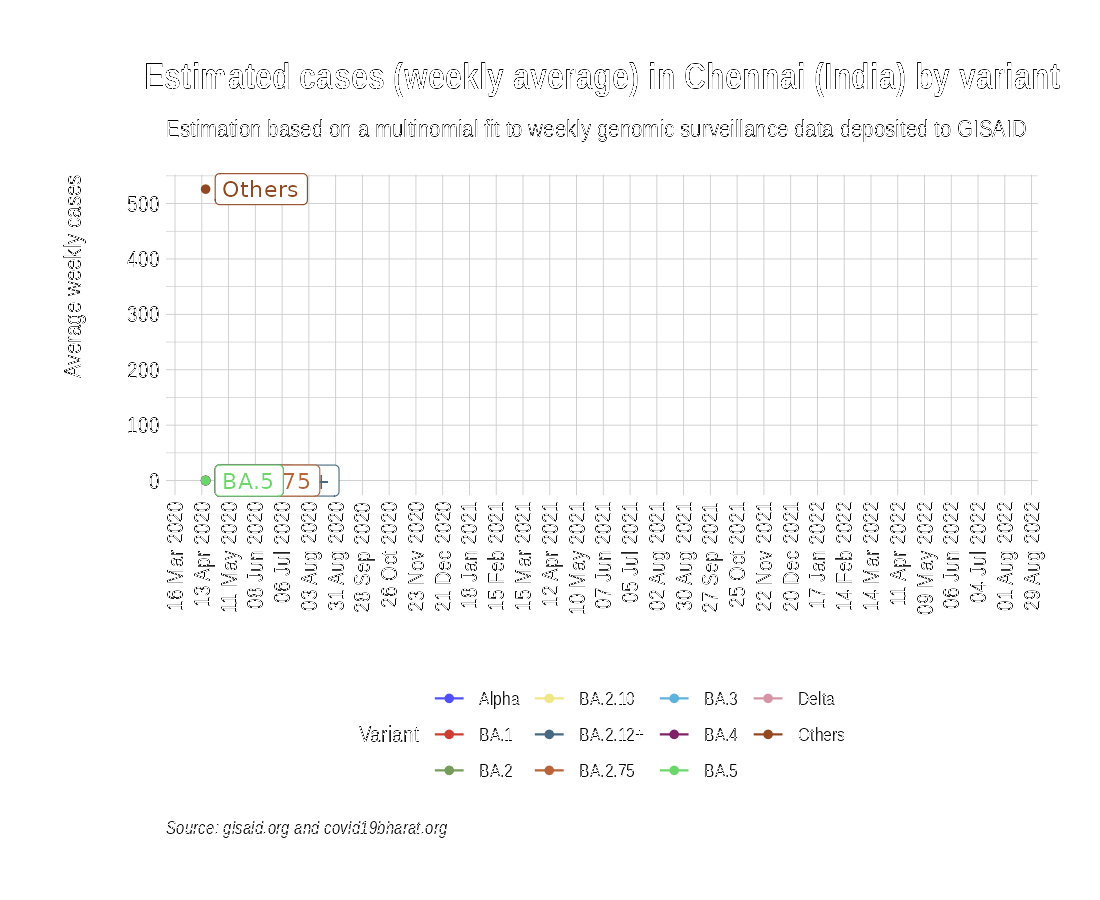 Estimated cases (weekly average) in Chennai (India) by variant
Estimation based on a multinomial fit to weekly genomic surveillance data deposited to GISAID
Average weekly cases
500
400
300
200
100
0
Others
BA.5
75
+
16 Mar 2020
13 Apr 2020
11 May 2020
08 Jun 2020
06 Jul 2020
03 Aug 2020
31 Aug 2020
28 Sep 2020
26 Oct 2020
23 Nov 2020
21 Dec 2020
18 Jan 2021
15 Feb 2021
15 Mar 2021
12 Apr 2021
10 May 2021
07 Jun 2021
05 Jul 2021
02 Aug 2021
30 Aug 2021
27 Sep 2021
25 Oct 2021
22 Nov 2021
20 Dec 2021
17 Jan 2022
14 Feb 2022
14 Mar 2022
11 Apr 2022
09 May 2022
06 Jun 2022
04 Jul 2022
01 Aug 2022
29 Aug 2022
Variant
Alpha
BA.1
BA.2
BA.2.10
BA.2.12+
BA.2.75
BA.3
BA.4
BA.5
Delta
Others
Source: gisaid.org and covid19bharat.org